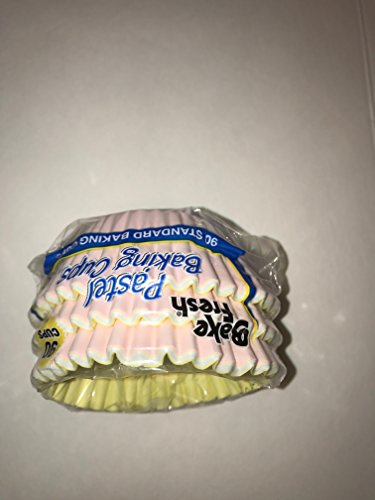 Bake
Fresh
Pastel
Baking Cups
90
CUPS
90 STANDARD BAKING CUPS